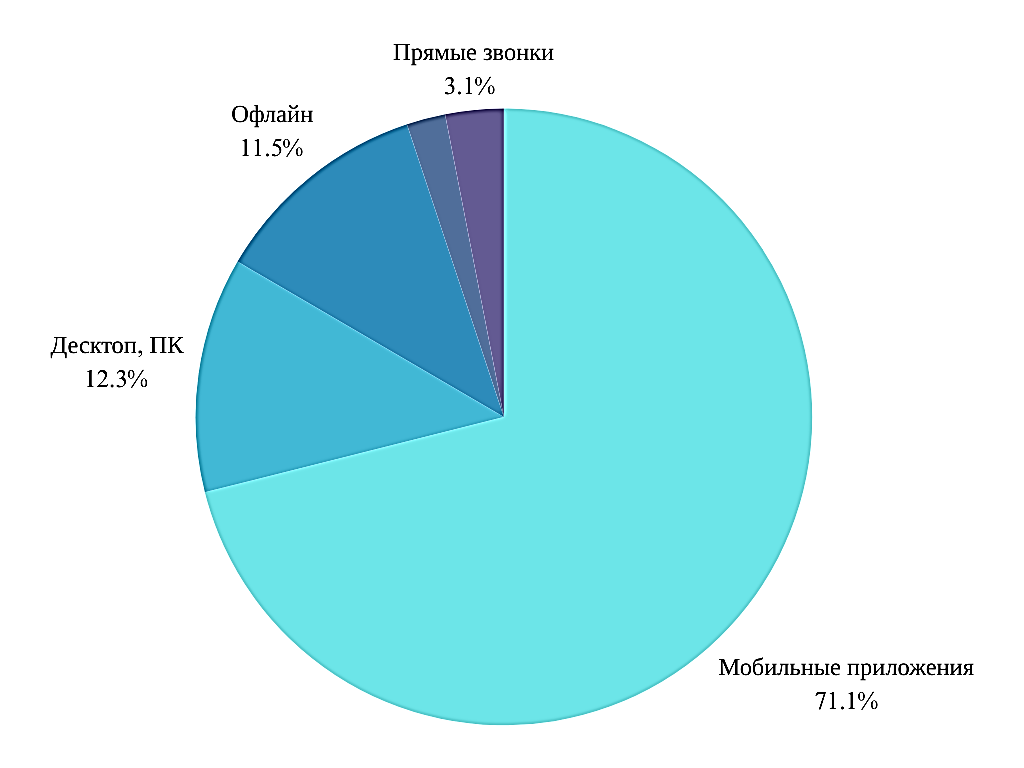 Прямые звонки
3.1%
Офлайн
11.5%
Десктоп, ПК
12.3%
Мобильные приложения
71.1%